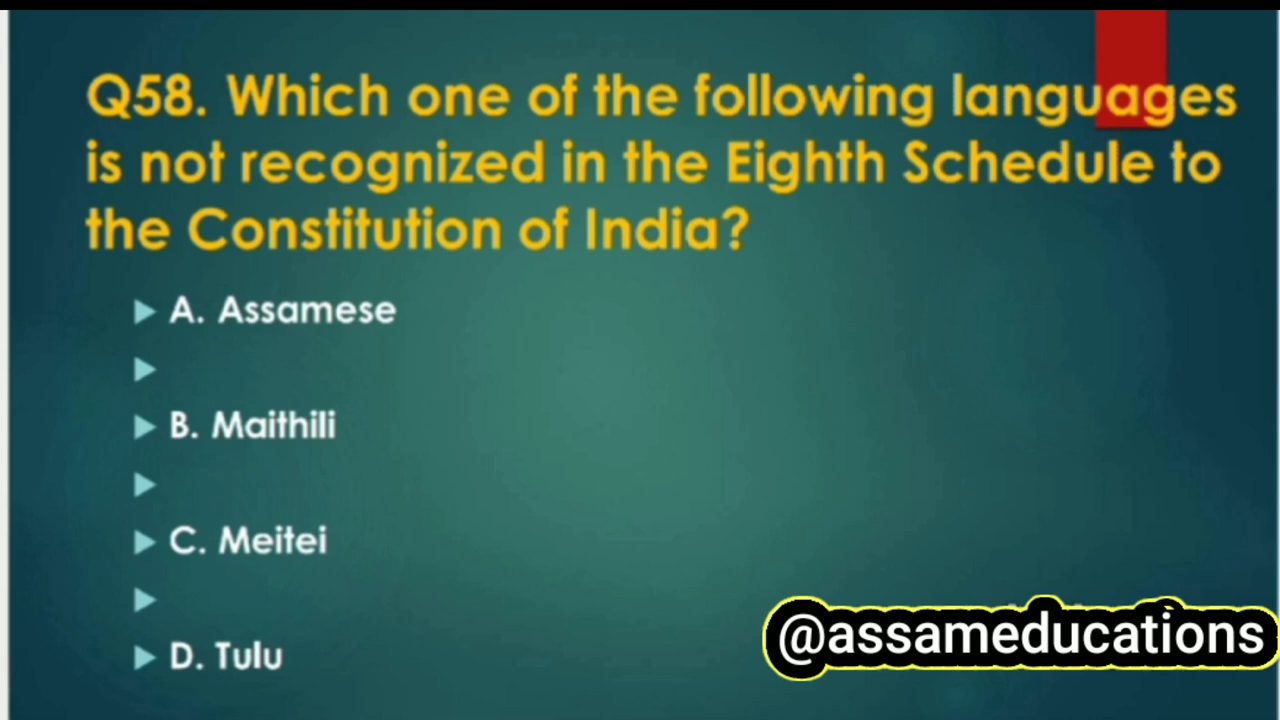 Q58. Which one of the following languages
is not recognized in the Eighth Schedule to
the Constitution of India?
A. Assamese
B. Maithili
C. Meitei
D. Tulu
@assameducations